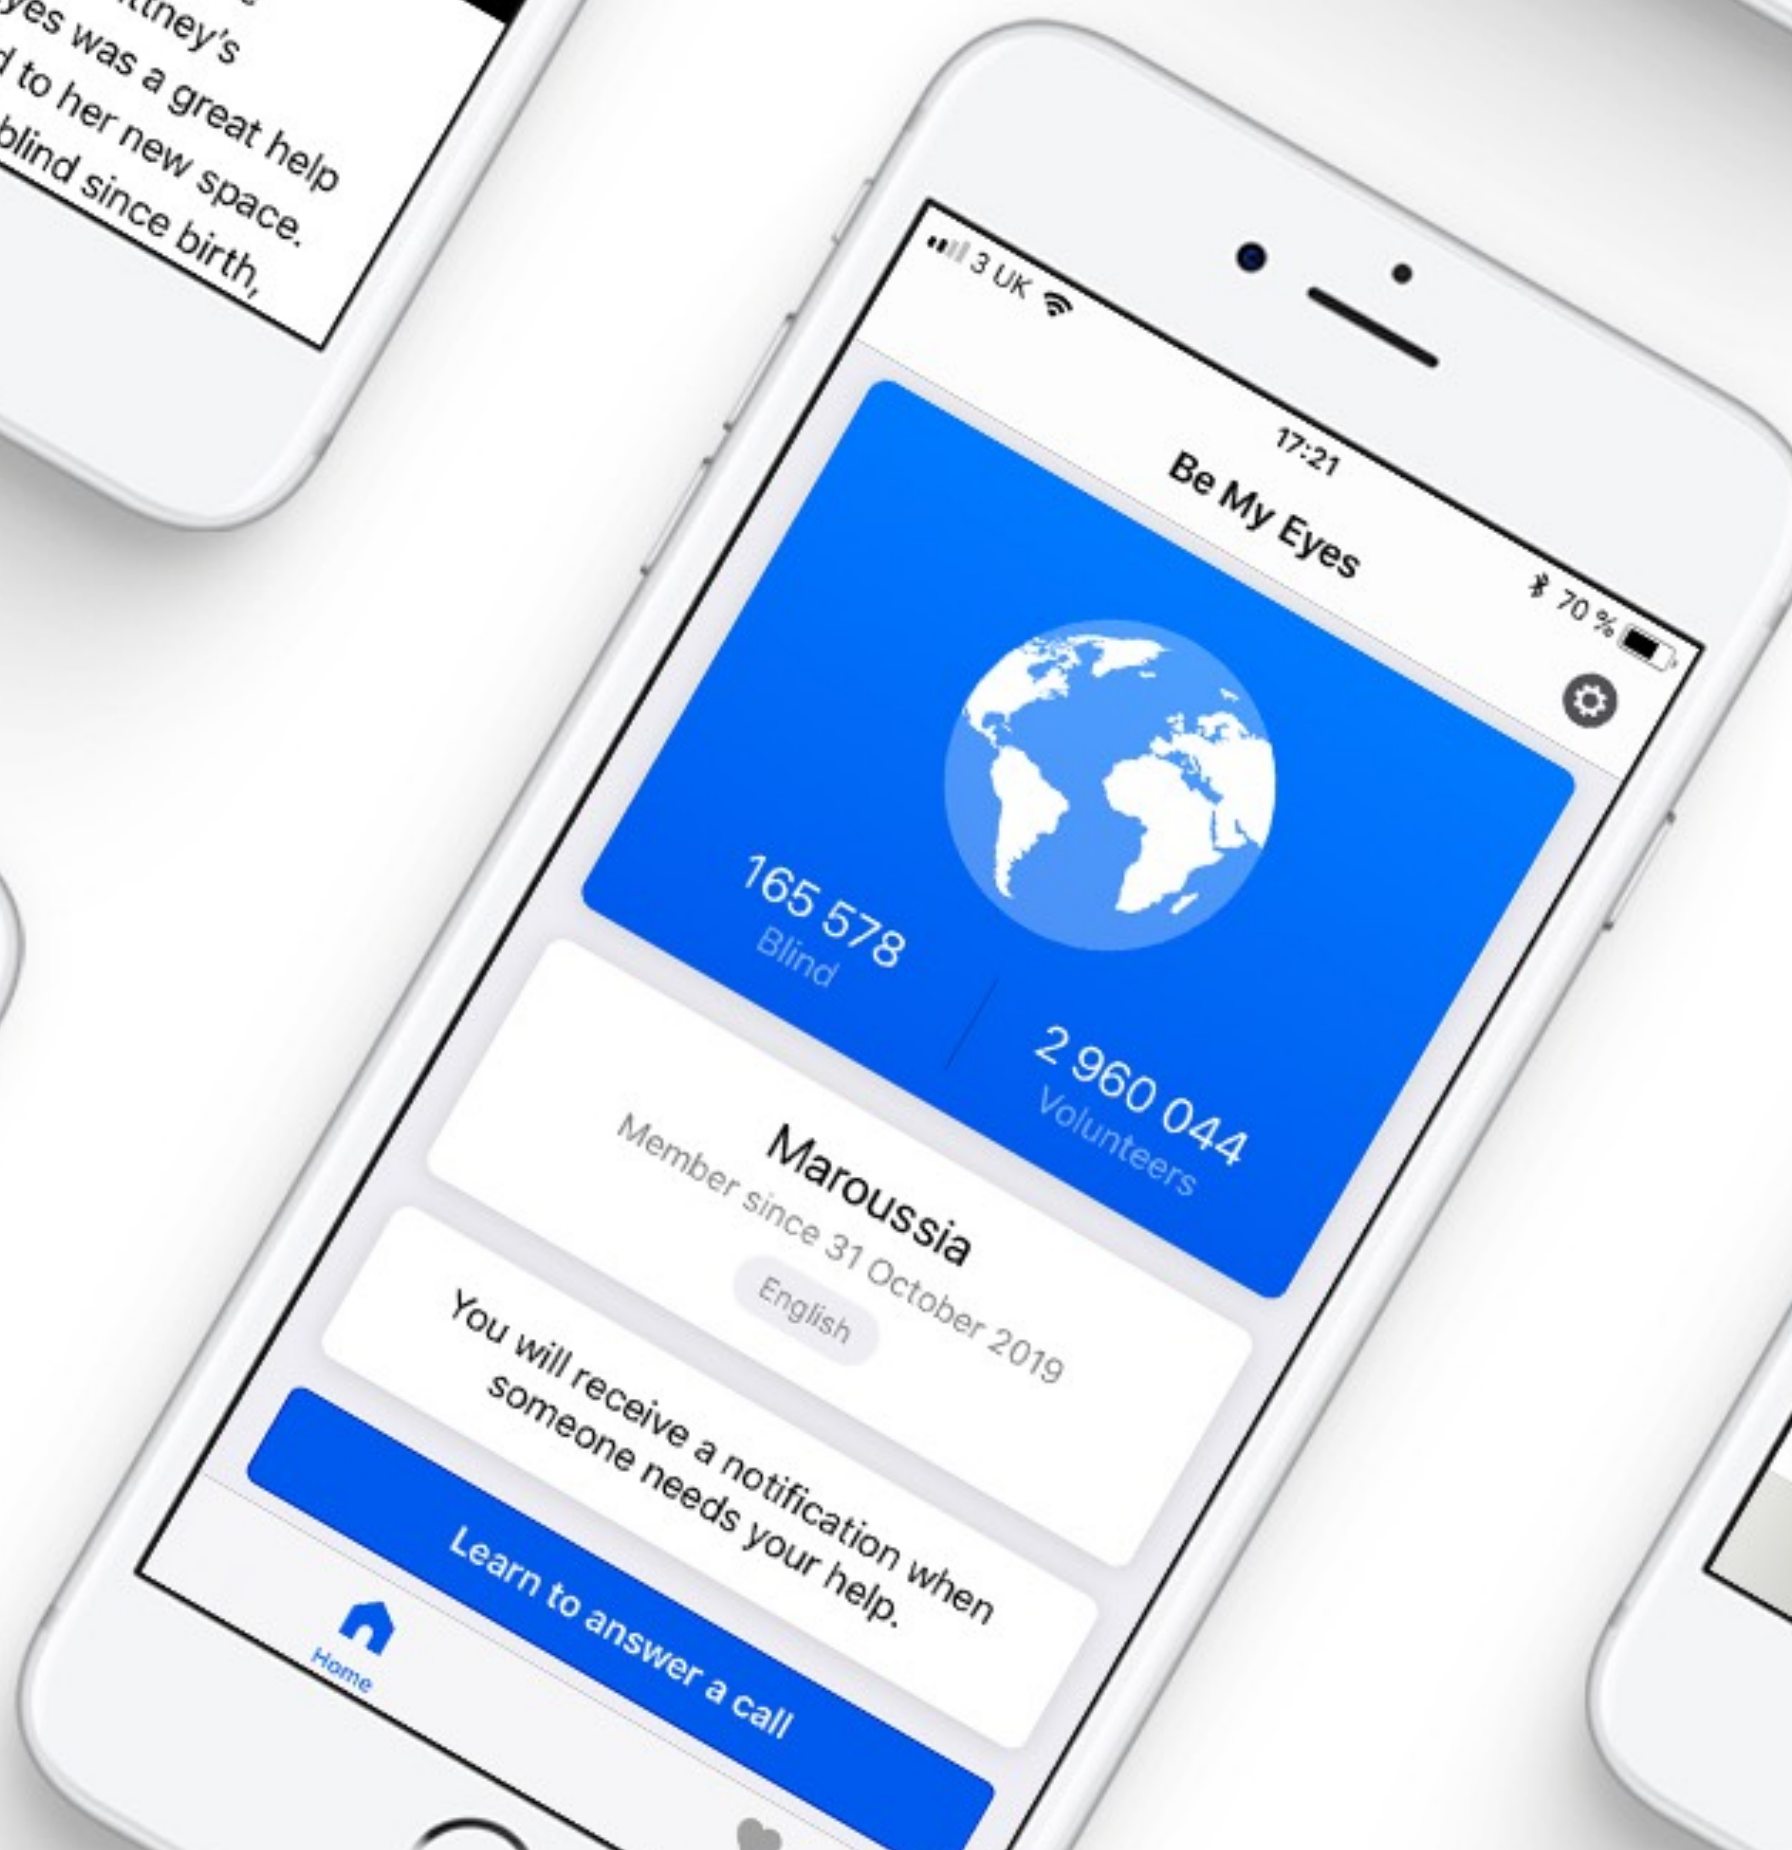 ttney's
yes was a great help
d to her new space.
blind since birth,
3 UK
17:21
70 %
Be My Eyes
165 578
Blind
2 960 044
Volunteers
Maroussia
Member since 31 October 2019
English
You will receive a notification when
someone needs your help.
Learn to answer a call
Home